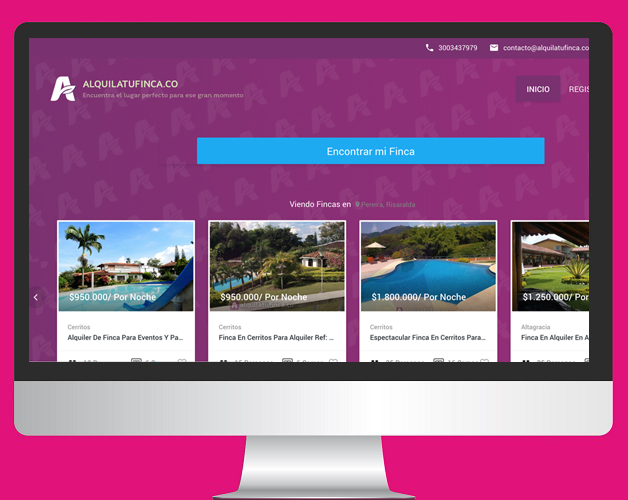 3003437979 contacto@alquilatufinca.co
ALQUILATUFINCA.CO
Encuentra el lugar perfecto para ese gran momento
INICIO REGIS
Encontrar mi Finca
Viendo Fincas en Pereira, Risaralda
$950.000/ Por Noche $950.000/ Por Noche $1.800.000/ Por Noche $1.250.000/ Por
Cerritos Cerritos Cerritos Altagracia
Alquiler De Finca Para Eventos Y Pa... Finca En Cerritos Para Alquiler Ref: ... Espectacular Finca En Cerritos Para... Finca En Alquiler En A